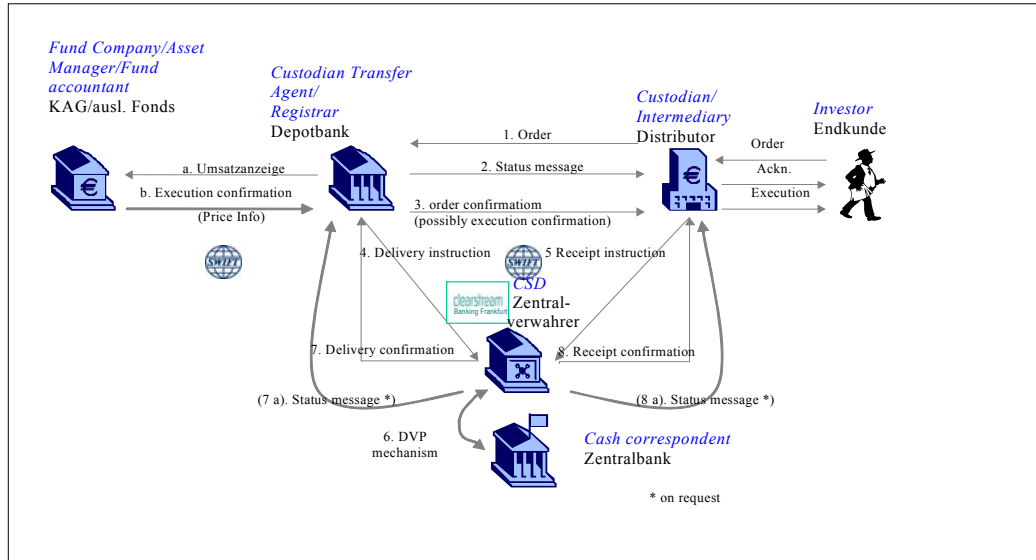 Fund Company/Asset
Manager/Fund
accountant
KAG/ausl. Fonds
Custodian Transfer
Agent/
Registrar
Depotbank
Custodian/
Intermediary
Distributor
Investor
Endkunde
1. Order
Order
a. Umsatzanzeige
2. Status message
Ackn.
b. Execution confirmation
3. order confirmatiom
Execution
(Price Info)
(possibly execution confirmation)
SWIFT
4. Delivery instruction
SWIFT
5 Receipt instruction
CSD
Zentral-
verwahrer
clearstream
Banking Frankfurt
7. Delivery confirmation
8. Receipt confirmation
(7 a). Status message *)
(8 a). Status message *)
6. DVP
mechanism
Cash correspondent
Zentralbank
* on request